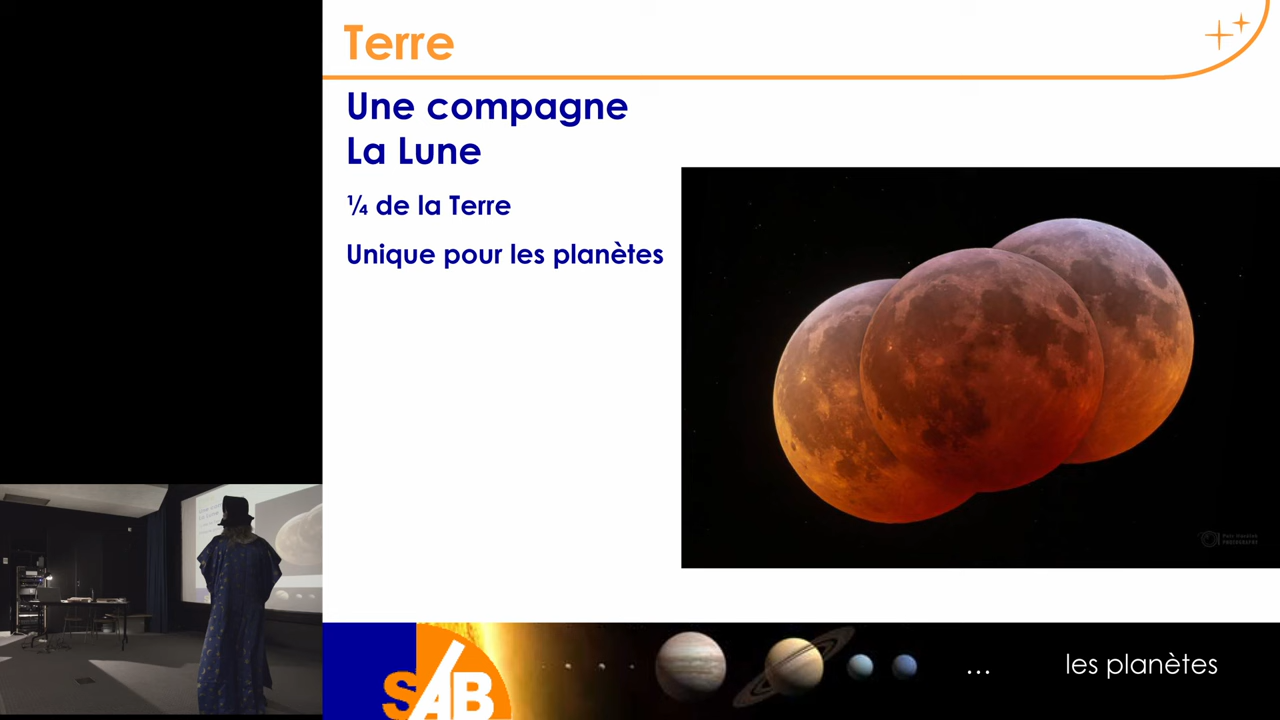 Terre
Une compagne
La Lune
¼ de la Terre
Unique pour les planètes
SAB
... les planètes